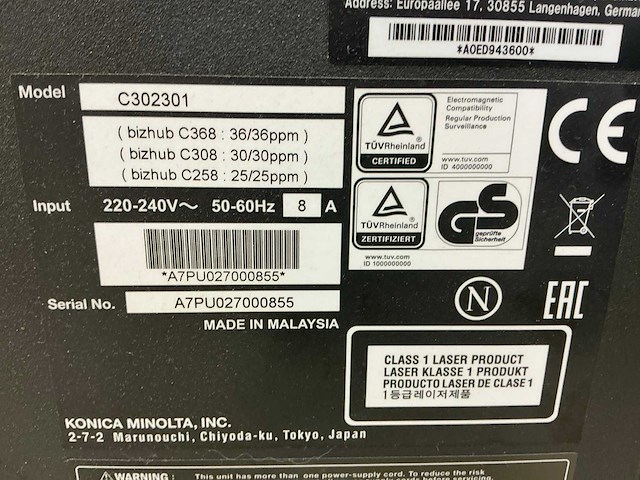 Address: Europaallee 17, 30855 Langenhagen, German
*A0ED943600*
Model
C302301
( bizhub C368 : 36/36ppm )
( bizhub C308 : 30/30ppm )
( bizhub C258 : 25/25ppm )
Input 220-240V～ 50-60Hz 8 A
*A7PU027000855*
Serial No. A7PU027000855
MADE IN MALAYSIA
TÜVRheinland
CERTIFIED
Electromagnetic
Compatibility
Regular Production
Surveillance
www.tuv.com
ID 4000000000
TÜVRheinland
ZERTIFIZIERT
www.tuv.com
ID 1000000000
GS
geprüfte
Sicherheit
CE
N
EAC
CLASS 1 LASER PRODUCT
LASER KLASSE 1 PRODUKT
PRODUCTO LASER DE CLASE 1
1등급레이저제품
KONICA MINOLTA, INC.
2-7-2 Marunouchi, Chiyoda-ku, Tokyo, Japan
WARNING :
This unit has more than one power-supply cord. To reduce the risk